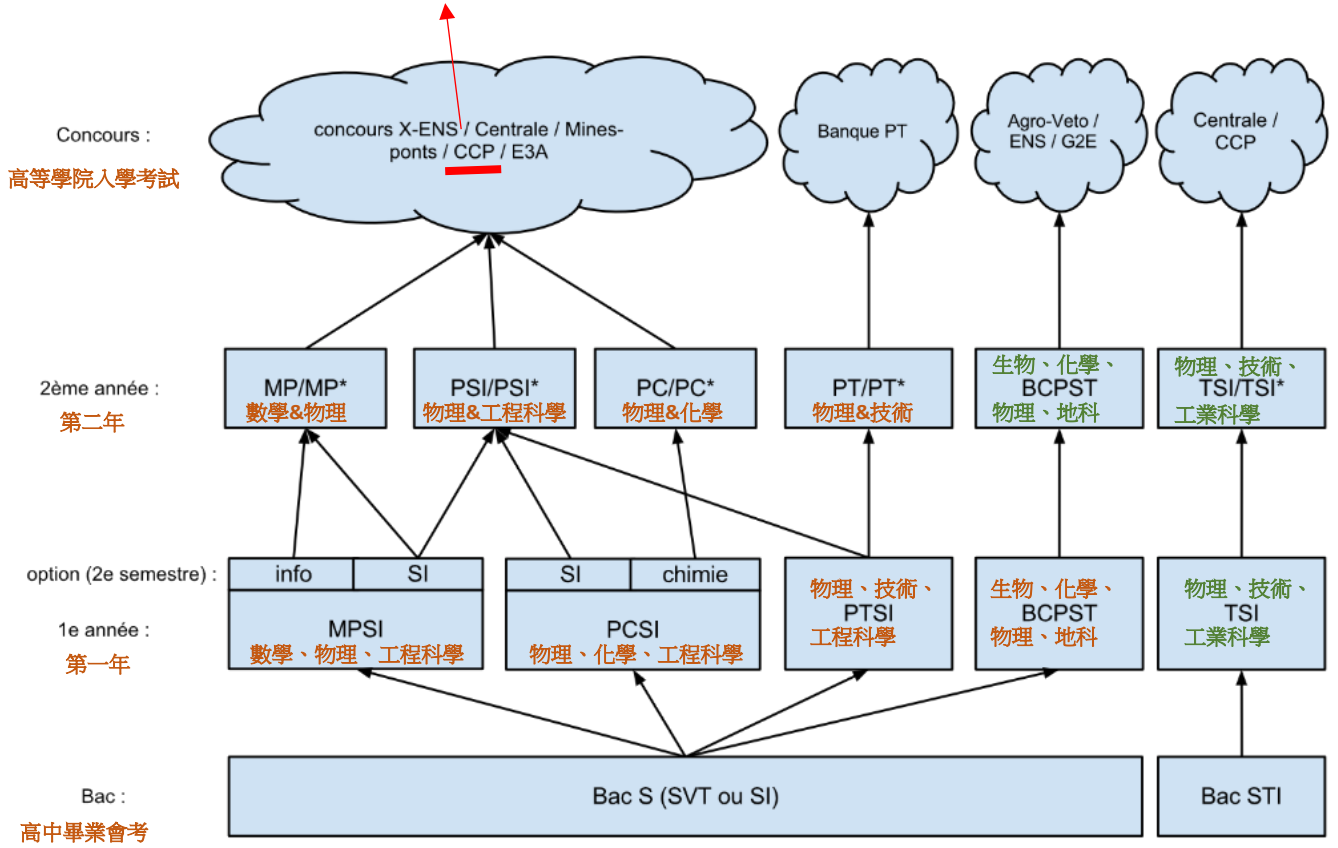 Concours :
高等學院入學考試
concours X-ENS / Centrale / Mines-
ponts / CCP / E3A
Banque PT
Agro-Veto /
ENS / G2E
Centrale /
CCP
2ème année :
第二年
MP/MP*
數學&物理
PSI/PSI*
物理&工程科學
PC/PC*
物理&化學
PT/PT*
物理&技術
生物、化學、
BCPST
物理、地科
物理、技術、
TSI/TSI*
工業科學
option (2e semestre) :
info
SI
SI
chimie
1e année :
第一年
MPSI
數學、物理、工程科學
PCSI
物理、化學、工程科學
物理、技術、
PTSI
工程科學
生物、化學、
BCPST
物理、地科
物理、技術、
TSI
工業科學
Bac :
高中畢業會考
Bac S (SVT ou SI)
Bac STI